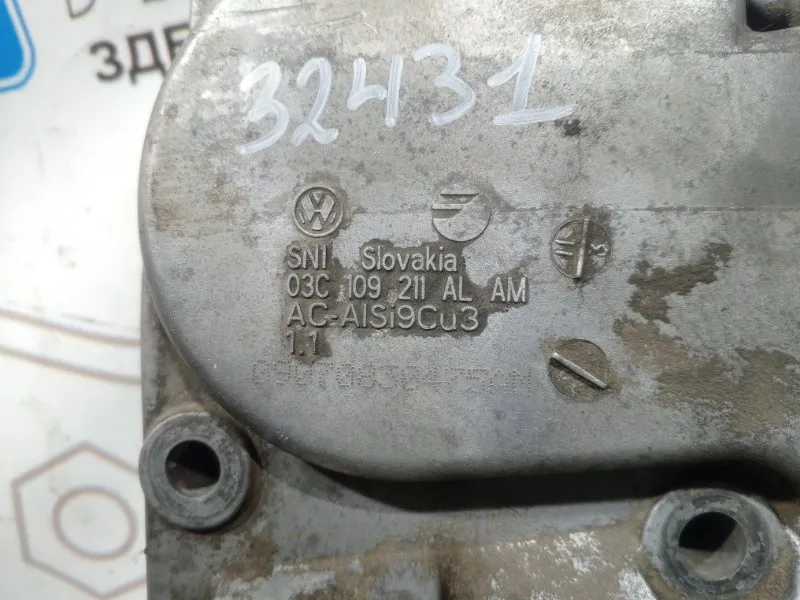 ЗДЕ
32431
SNI Slovakia
03C 109 211 AL AM
AC-AlSi9Cu3
1.1